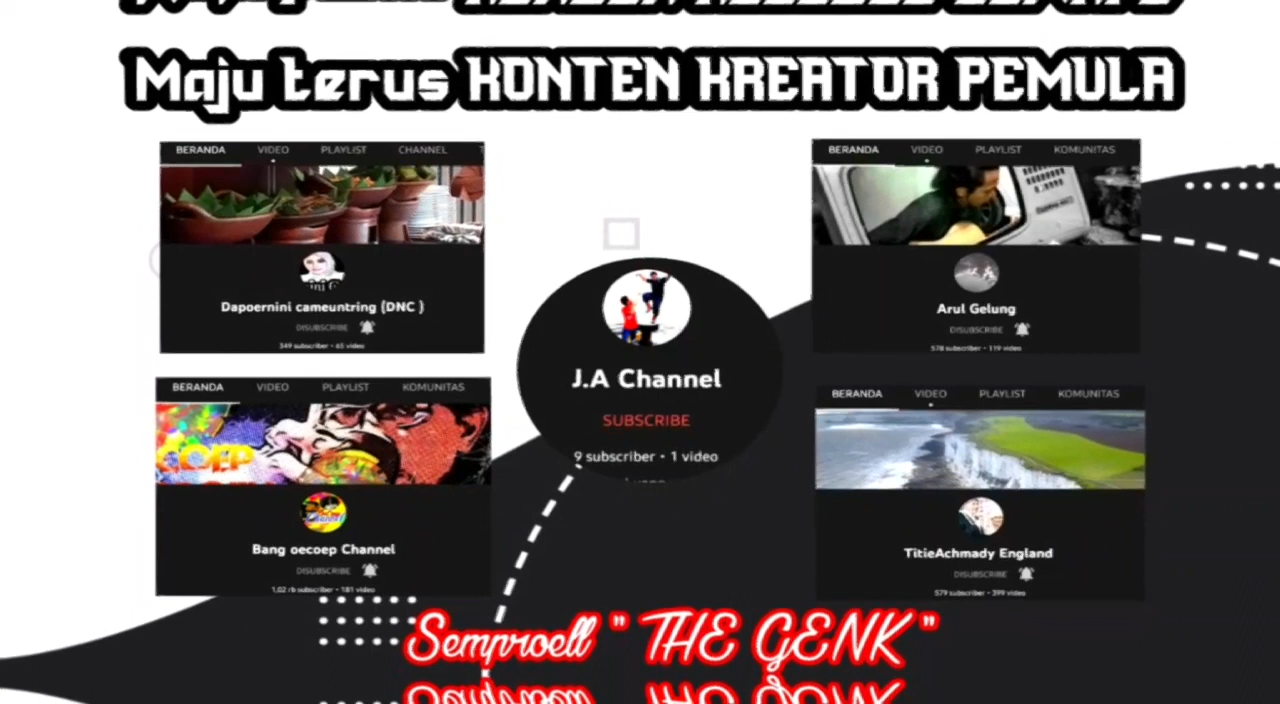 Maju terus KONTEN KREATOR PEMULA
BERANDA VIDEO PLAYLIST CHANNEL
Dapoernini cameuntring (DNC )
DISUBSCRIBE
349 subscriber • 65 video
BERANDA VIDEO PLAYLIST KOMUNITAS
Arul Gelung
DISUBSCRIBE
578 subscriber • 119 video
J.A Channel
SUBSCRIBE
9 subscriber • 1 video
BERANDA VIDEO PLAYLIST KOMUNITAS
Bang oecoep Channel
DISUBSCRIBE
1,02 rb subscriber • 181 video
BERANDA VIDEO PLAYLIST KOMUNITAS
TitieAchmady England
DISUBSCRIBE
579 subscriber • 399 video
Semproell " THE GENK "